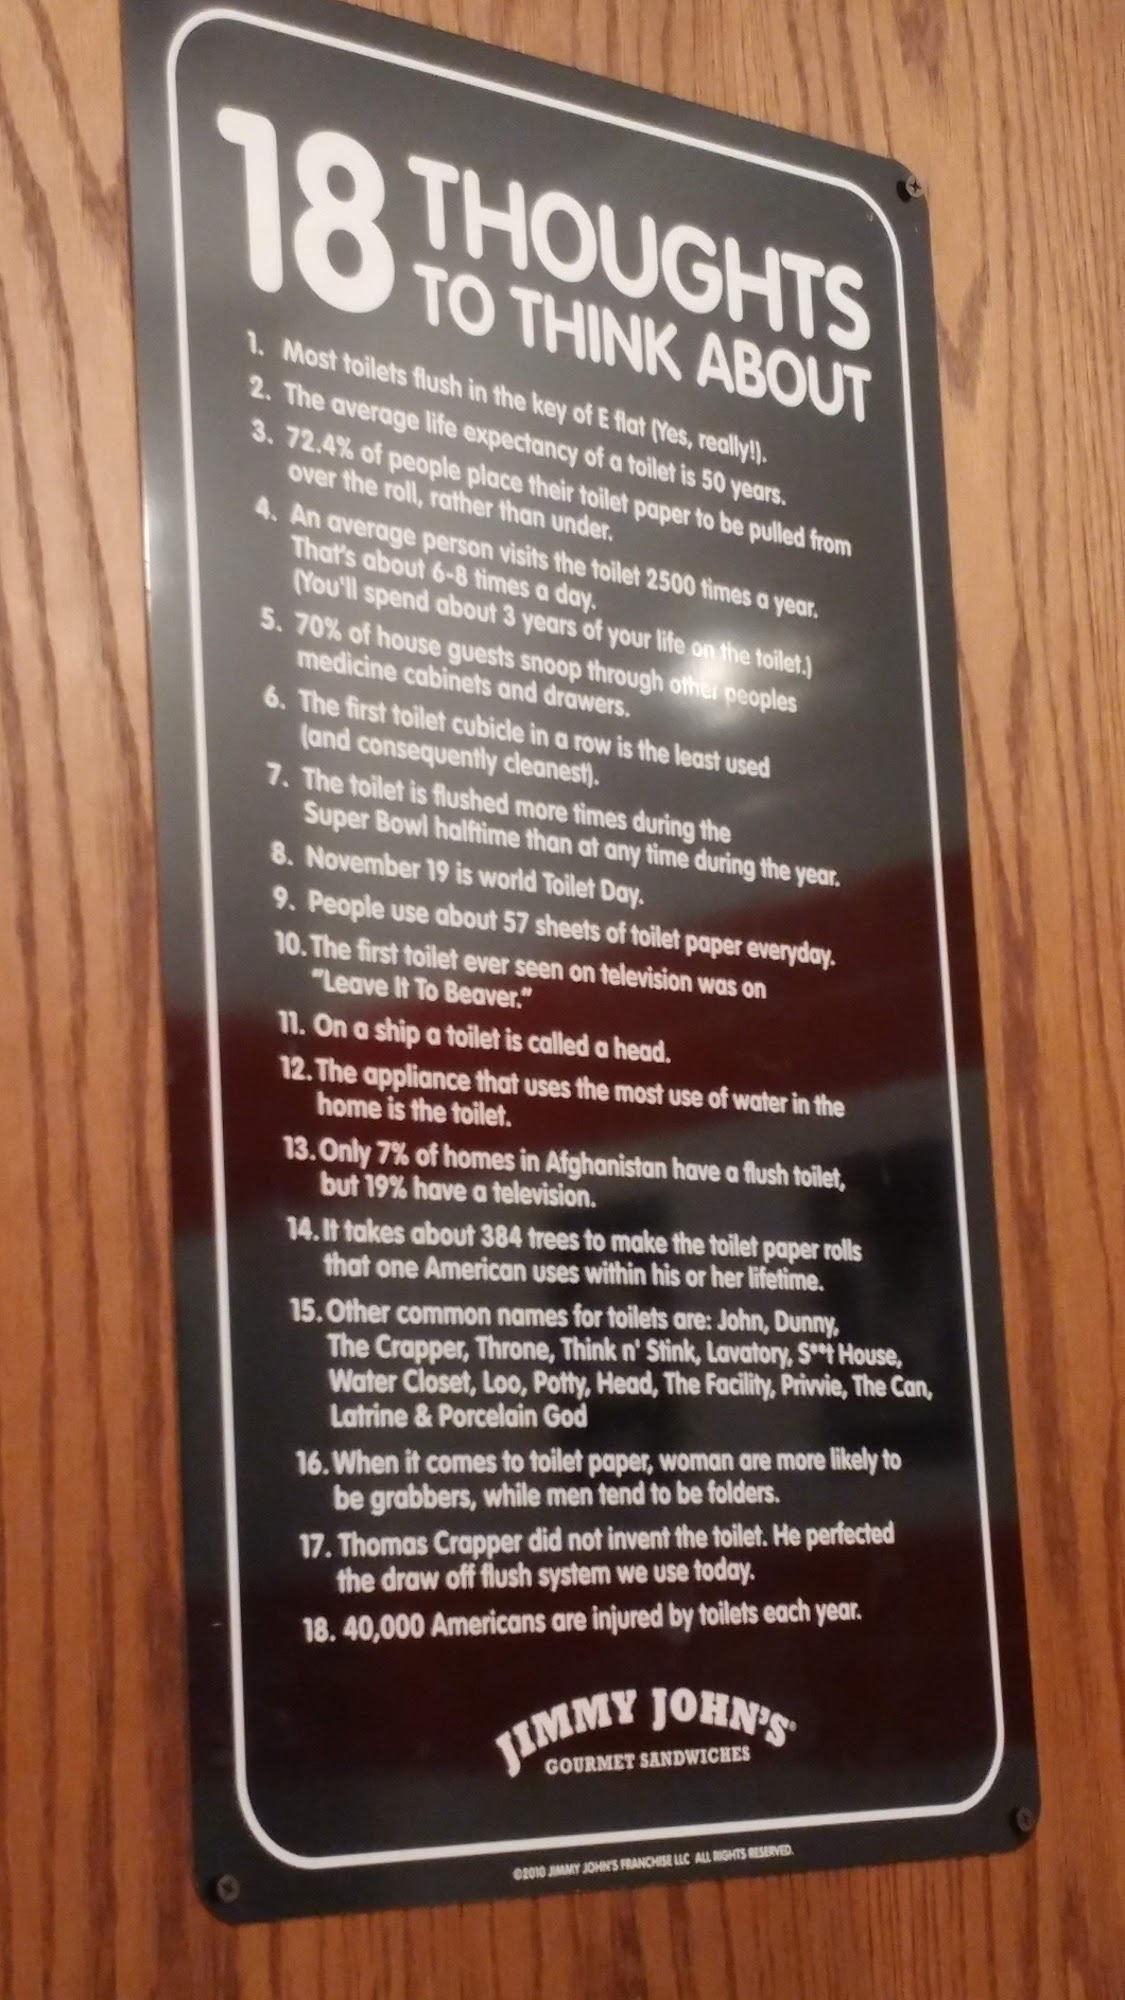 18 THOUGHTS
TO THINK ABOUT
1. Most toilets flush in the key of E flat (Yes, really!).
2. The average life expectancy of a toilet is 50 years.
3. 72.4% of people place their toilet paper to be pulled from
over the roll, rather than under.
4. An average person visits the toilet 2500 times a year.
That's about 6-8 times a day.
(You'll spend about 3 years of your life on the toilet.)
5. 70% of house guests snoop through other peoples
medicine cabinets and drawers.
6. The first toilet cubicle in a row is the least used
(and consequently cleanest).
7. The toilet is flushed more times during the
Super Bowl halftime than at any time during the year.
8. November 19 is world Toilet Day.
9. People use about 57 sheets of toilet paper everyday.
10. The first toilet ever seen on television was on
"Leave It To Beaver."
11. On a ship a toilet is called a head.
12. The appliance that uses the most use of water in the
home is the toilet.
13. Only 7% of homes in Afghanistan have a flush toilet,
but 19% have a television.
14. It takes about 384 trees to make the toilet paper rolls
that one American uses within his or her lifetime.
15. Other common names for toilets are: John, Dunny,
The Crapper, Throne, Think n' Stink, Lavatory, S**t House,
Water Closet, Loo, Potty, Head, The Facility, Privvie, The Can,
Latrine & Porcelain God
16. When it comes to toilet paper, woman are more likely to
be grabbers, while men tend to be folders.
17. Thomas Crapper did not invent the toilet. He perfected
the draw off flush system we use today.
18. 40,000 Americans are injured by toilets each year.
JIMMY JOHN'S®
GOURMET SANDWICHES
©2010 JIMMY JOHN'S FRANCHISE LLC ALL RIGHTS RESERVED.